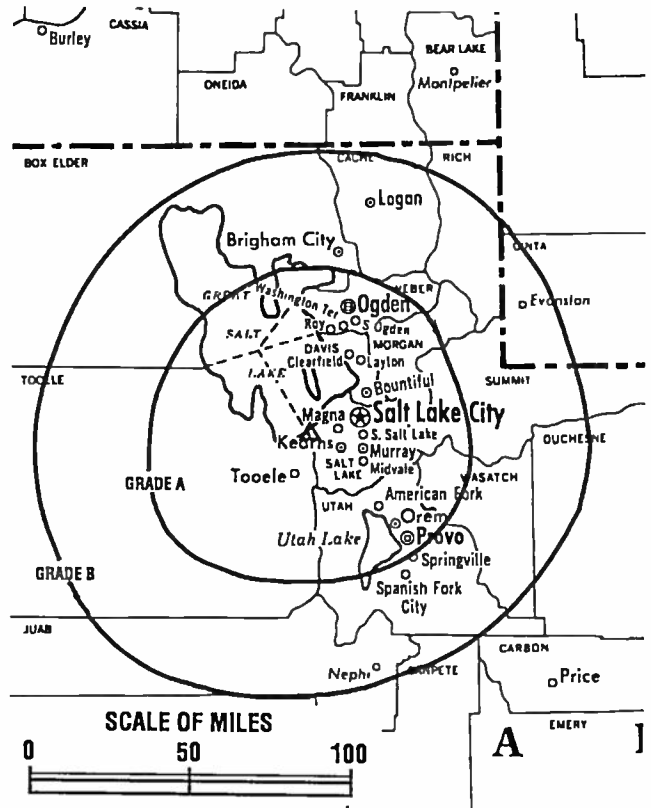 CASSIA
Burley
BEAR LAKE
ONEIDA
Montpelier
FRANKLIN
BOX ELDER
CACHE
RICH
Logan
Brigham City
UINTA
GREAT
Washington Ter
WEBER
Ogden
Evanston
Roy
S Ogden
SALT
DAVIS
MORGAN
Clearfield
Layton
LAKE
TOOELE
SUMMIT
Bountiful
Magna
Salt Lake City
Kearns
S. Salt Lake
DUCHESNE
Murray
SALT
LAKE
Midvale
Tooele
WASATCH
GRADE A
American Fork
UTAH
Orem
Utah Lake
Provo
Springville
GRADE B
Spanish Fork
City
JUAB
CARBON
Nephi
SANPETE
Price
SCALE OF MILES
EMERY
A
0 50 100